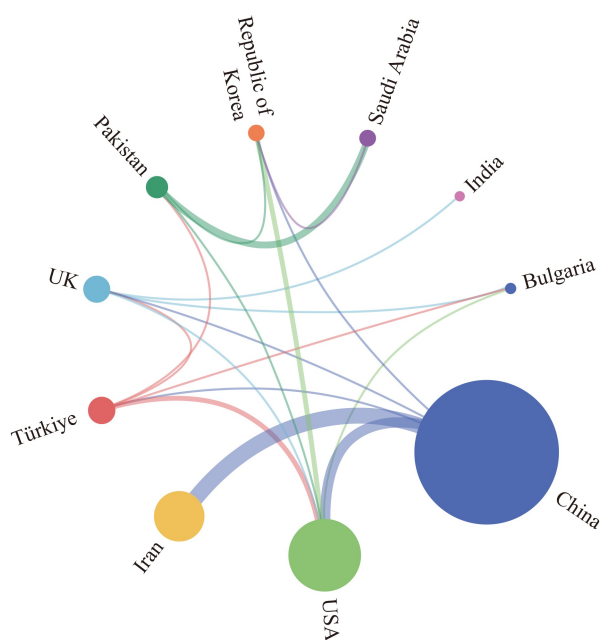 Republic of
Korea
Saudi Arabia
Pakistan
India
UK
Bulgaria
Türkiye
China
Iran
USA